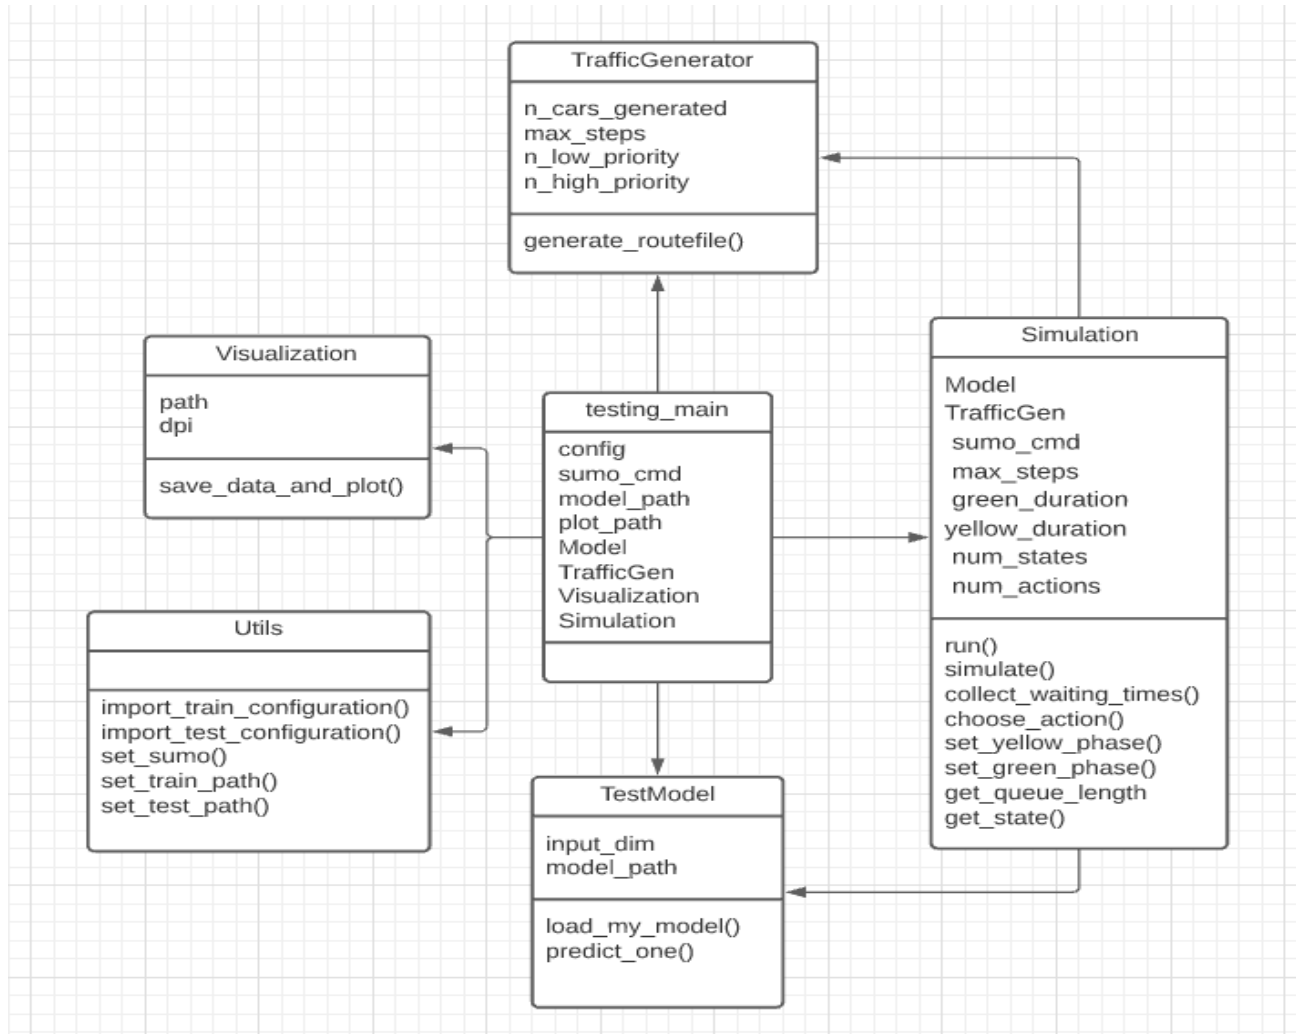 TrafficGenerator
n_cars_generated
max_steps
n_low_priority
n_high_priority
generate_routefile()
Visualization
path
dpi
save_data_and_plot()
testing_main
config
sumo_cmd
model_path
plot_path
Model
TrafficGen
Visualization
Simulation
Simulation
Model
TrafficGen
sumo_cmd
max_steps
green_duration
yellow_duration
num_states
num_actions
run()
simulate()
collect_waiting_times()
choose_action()
set_yellow_phase()
set_green_phase()
get_queue_length
get_state()
Utils
import_train_configuration()
import_test_configuration()
set_sumo()
set_train_path()
set_test_path()
TestModel
input_dim
model_path
load_my_model()
predict_one()